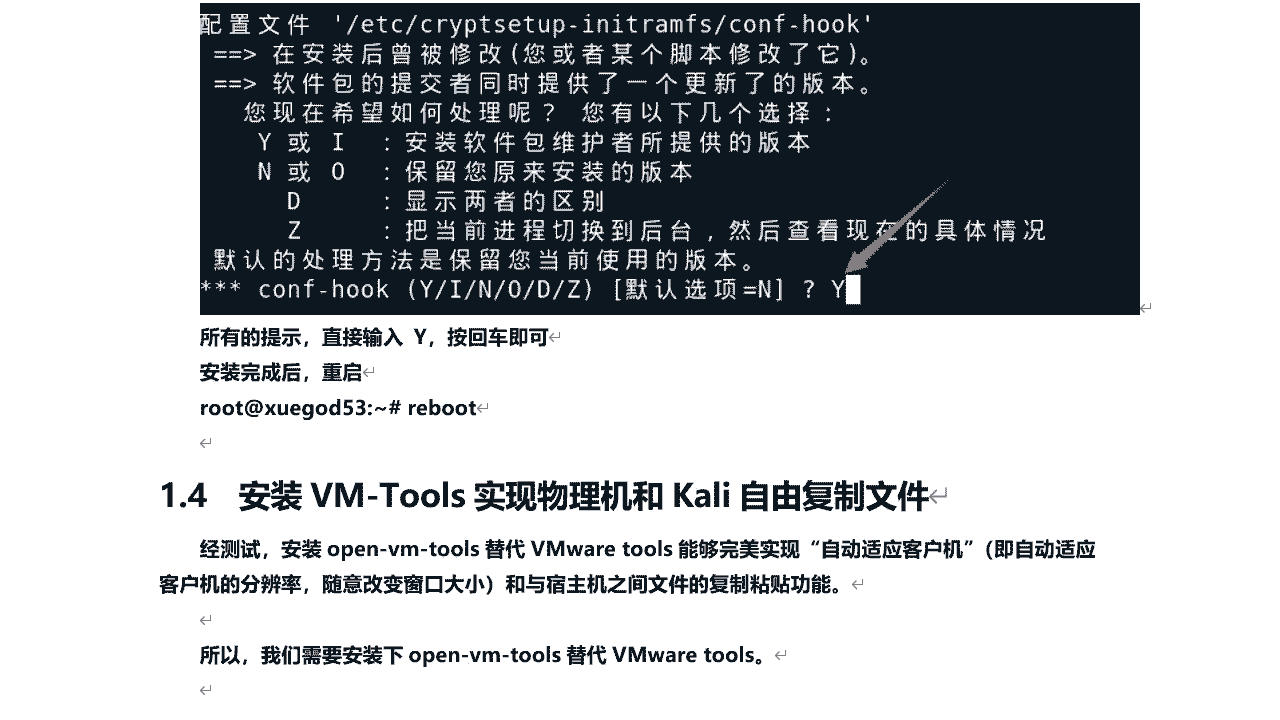 配置文件 '/etc/cryptsetup-initramfs/conf-hook'
==> 在安装后曾被修改(您或者某个脚本修改了它)。
==> 软件包的提交者同时提供了一个更新了的版本。
您现在希望如何处理呢？ 您有以下几个选择：
Y 或 I ：安装软件包维护者所提供的版本
N 或 O ：保留您原来安装的版本
D ：显示两者的区别
Z ：把当前进程切换到后台，然后查看现在的具体情况
默认的处理方法是保留您当前使用的版本。
*** conf-hook (Y/I/N/O/D/Z) [默认选项=N] ? Y
所有的提示，直接输入 Y，按回车即可
安装完成后，重启
root@xuegod53:~# reboot
1.4 安装 VM-Tools 实现物理机和 Kali 自由复制文件
经测试，安装 open-vm-tools 替代 VMware tools 能够完美实现“自动适应客户机”（即自动适应
客户机的分辨率，随意改变窗口大小）和与宿主机之间文件的复制粘贴功能。
所以，我们需要安装下 open-vm-tools 替代 VMware tools。